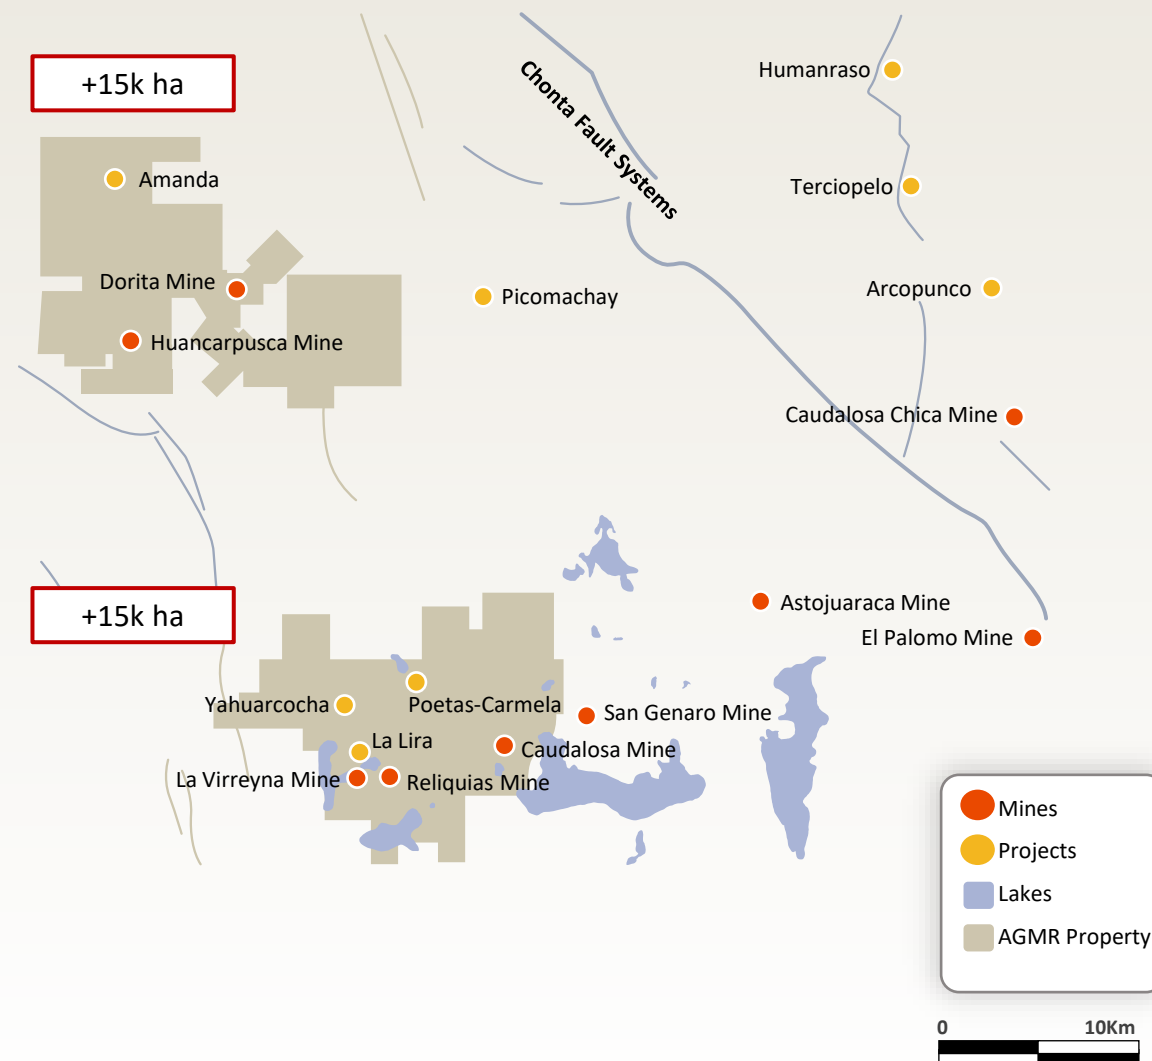 +15k ha
Chonta Fault Systems
Humanraso
Amanda
Terciopelo
Dorita Mine
Picomachay
Arcopunco
Huancarpusca Mine
Caudalosa Chica Mine
+15k ha
Astojuaraca Mine
El Palomo Mine
Yahuarcocha
Poetas-Carmela
San Genaro Mine
La Lira
Caudalosa Mine
La Virreyna Mine
Reliquias Mine
Mines
Projects
Lakes
AGMR Property
0 10Km